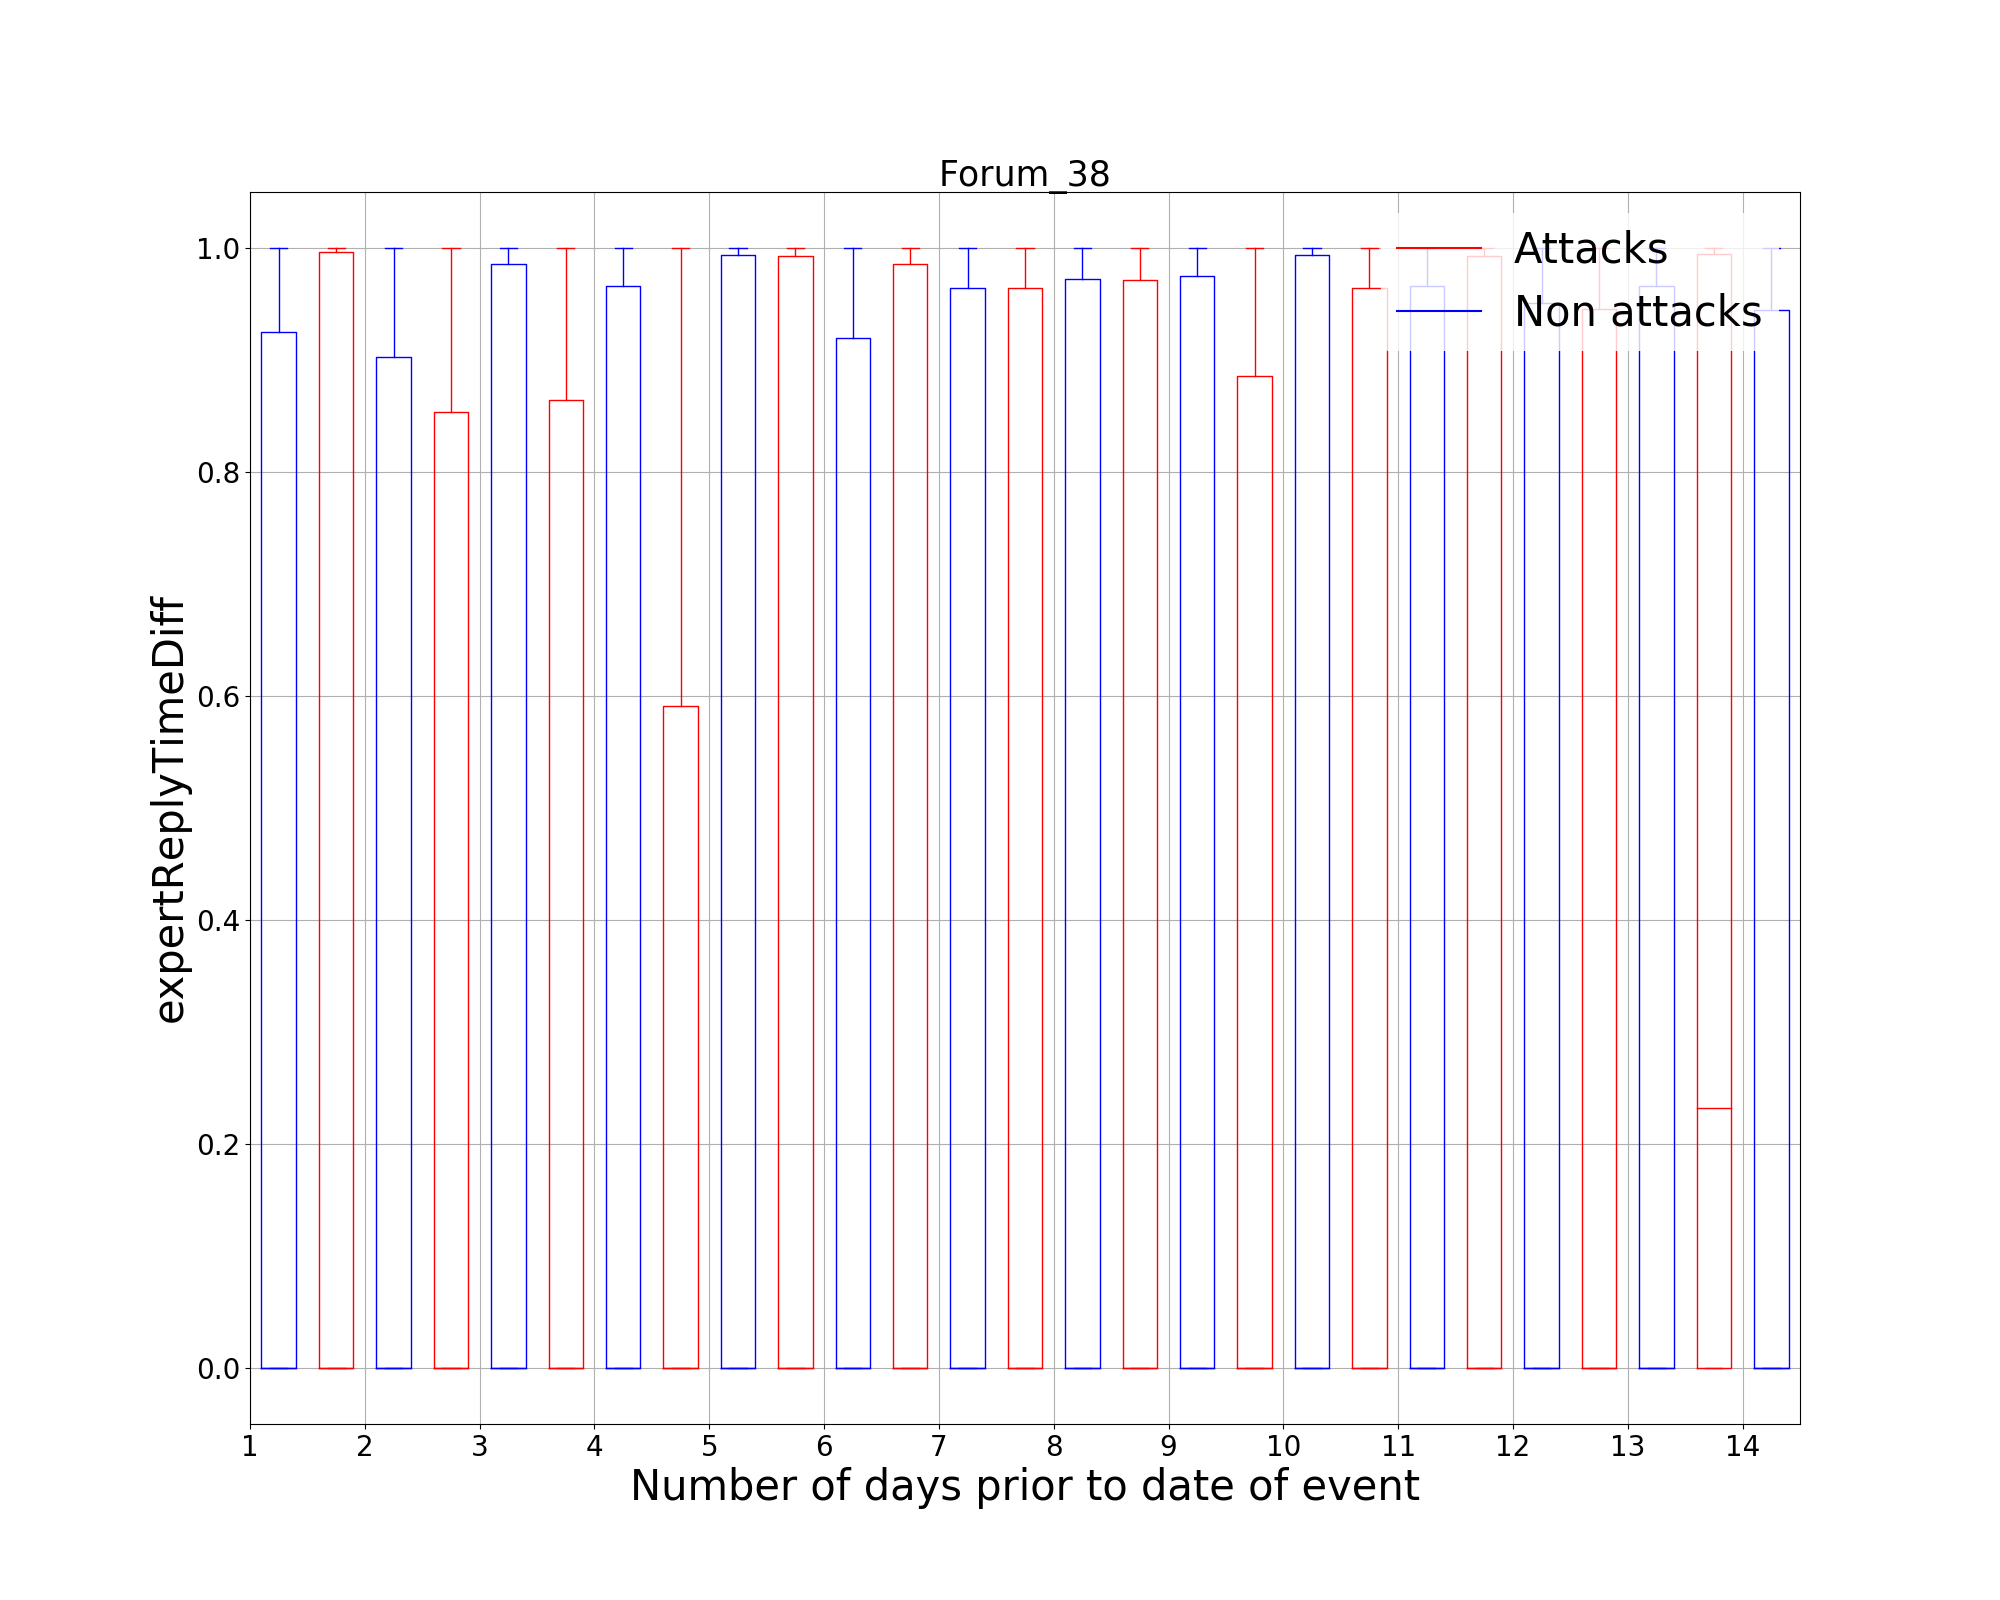 Forum_38
Attacks
Non attacks
expertReplyTimeDiff
1.0
0.8
0.6
0.4
0.2
0.0
1 2 3 4 5 6 7 8 9 10 11 12 13 14
Number of days prior to date of event